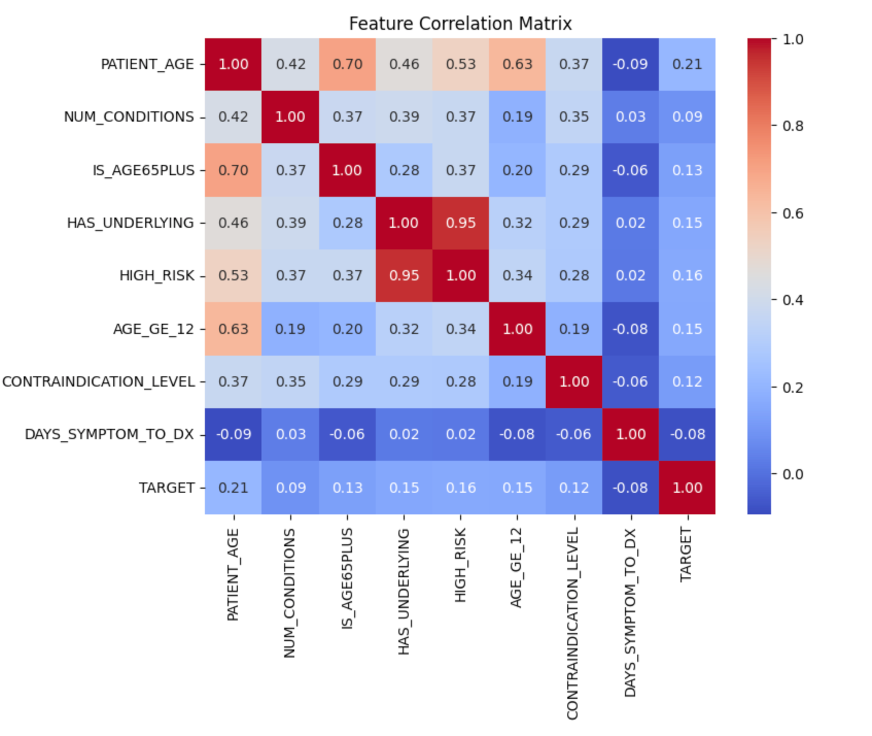 Feature Correlation Matrix
PATIENT_AGE 1.00 0.42 0.70 0.46 0.53 0.63 0.37 -0.09 0.21
NUM_CONDITIONS 0.42 1.00 0.37 0.39 0.37 0.19 0.35 0.03 0.09
IS_AGE65PLUS 0.70 0.37 1.00 0.28 0.37 0.20 0.29 -0.06 0.13
HAS_UNDERLYING 0.46 0.39 0.28 1.00 0.95 0.32 0.29 0.02 0.15
HIGH_RISK 0.53 0.37 0.37 0.95 1.00 0.34 0.28 0.02 0.16
AGE_GE_12 0.63 0.19 0.20 0.32 0.34 1.00 0.19 -0.08 0.15
CONTRAINDICATION_LEVEL 0.37 0.35 0.29 0.29 0.28 0.19 1.00 -0.06 0.12
DAYS_SYMPTOM_TO_DX -0.09 0.03 -0.06 0.02 0.02 -0.08 -0.06 1.00 -0.08
TARGET 0.21 0.09 0.13 0.15 0.16 0.15 0.12 -0.08 1.00
PATIENT_AGE
NUM_CONDITIONS
IS_AGE65PLUS
HAS_UNDERLYING
HIGH_RISK
AGE_GE_12
CONTRAINDICATION_LEVEL
DAYS_SYMPTOM_TO_DX
TARGET
1.0
0.8
0.6
0.4
0.2
0.0